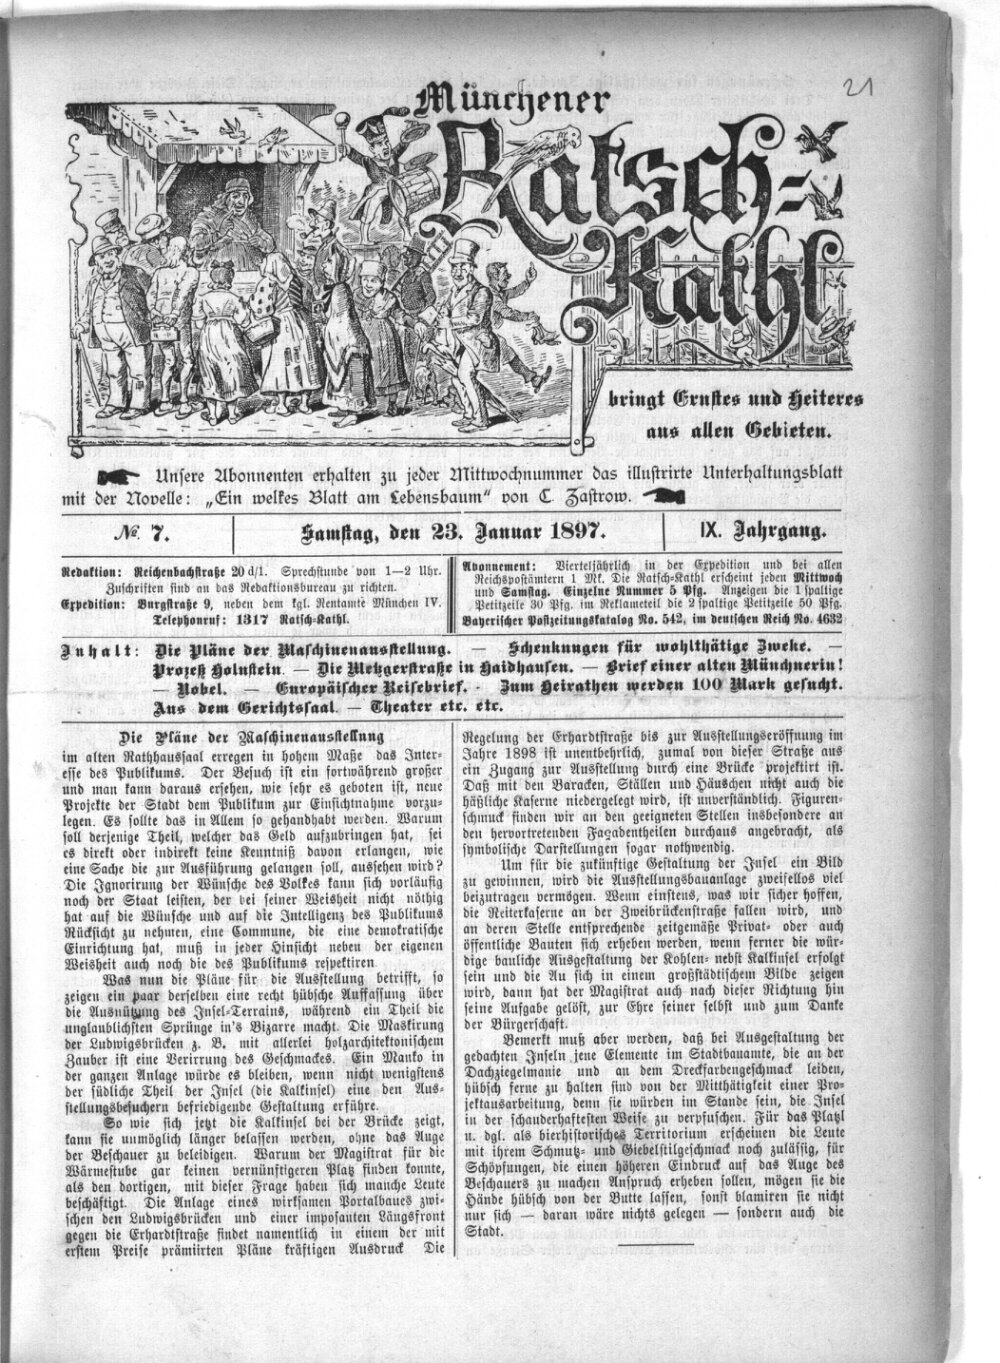 21
Münchener
Ratsch-
Kathl
bringt Ernstes und Heiteres
aus allen Gebieten.
Unsere Abonnenten erhalten zu jeder Mittwochnummer das illustrirte Unterhaltungsblatt
mit der Novelle: „Ein welkes Blatt am Lebensbaum“ von C. Zastrow.
№ 7.
Samstag, den 23. Januar 1897.
IX. Jahrgang.
Redaktion: Reichenbachstraße 20 d/1. Sprechstunde von 1—2 Uhr.
Zuschriften sind an das Redaktionsbureau zu richten.
Expedition: Burgstraße 9, neben dem kgl. Rentamte München IV.
Telephonruf: 1317 Ratsch-Kathl.
Abonnement: Vierteljährlich in der Expedition und bei allen
Reichspostämtern 1 Mk. Die Ratsch-Kathl erscheint jeden Mittwoch
und Samstag. Einzelne Nummer 5 Pfg. Anzeigen die 1 spaltige
Petitzeile 30 Pfg. im Reklameteil die 2 spaltige Petitzeile 50 Pfg.
Bayerischer Postzeitungskatalog No. 542, im deutschen Reich No. 4632
Inhalt: Die Pläne der Maschinenausstellung. — Schenkungen für wohlthätige Zweke. —
Prozeß Holnstein. — Die Metzgerstraße in Haidhausen. — Brief einer alten Münchnerin!
— Nobel. — Europäischer Reisebrief. - Zum Heirathen werden 100 Mark gesucht.
Aus dem Gerichtssaal. — Theater etc. etc.
Die Pläne der Maschinenausstellung
im alten Rathhaussaal erregen in hohem Maße das Inter-
esse des Publikums. Der Besuch ist ein fortwährend großer
und man kann daraus ersehen, wie sehr es geboten ist, neue
Projekte der Stadt dem Publikum zur Einsichtnahme vorzu-
legen. Es sollte das in Allem so gehandhabt werden. Warum
soll derjenige Theil, welcher das Geld aufzubringen hat, sei
es direkt oder indirekt keine Kenntniß davon erlangen, wie
eine Sache die zur Ausführung gelangen soll, aussehen wird?
Die Ignorirung der Wünsche des Volkes kann sich vorläufig
noch der Staat leisten, der bei seiner Weisheit nicht nöthig
hat auf die Wünsche und auf die Intelligenz des Publikums
Rücksicht zu nehmen, eine Commune, die eine demokratische
Einrichtung hat, muß in jeder Hinsicht neben der eigenen
Weisheit auch noch die des Publikums respektiren
Was nun die Pläne für die Ausstellung betrifft, so
zeigen ein paar derselben eine recht hübsche Auffassung über
die Ausnützung des Insel-Terrains, während ein Theil die
unglaublichsten Sprünge in's Bizarre macht. Die Maskirung
der Ludwigsbrücken z. B. mit allerlei holzarchitektonischem
Zauber ist eine Verirrung des Geschmackes. Ein Manko in
der ganzen Anlage würde es bleiben, wenn nicht wenigstens
der südliche Theil der Insel (die Kalkinsel) eine den Aus-
stellungsbesuchern befriedigende Gestaltung erführe.
So wie sich jetzt die Kalkinsel bei der Brücke zeigt,
kann sie unmöglich länger belassen werden, ohne das Auge
der Beschauer zu beleidigen. Warum der Magistrat für die
Wärmestube gar keinen vernünftigeren Platz finden konnte,
als den dortigen, mit dieser Frage haben sich manche Leute
beschäftigt. Die Anlage eines wirksamen Portalbaues zwi-
schen den Ludwigsbrücken und einer imposanten Längsfront
gegen die Erhardtstraße findet namentlich in einem der mit
erstem Preise prämiirten Pläne kräftigen Ausdruck Die
Regelung der Erhardtstraße bis zur Ausstellungseröffnung im
Jahre 1898 ist unentbehrlich, zumal von dieser Straße aus
ein Zugang zur Ausstellung durch eine Brücke projektirt ist.
Daß mit den Baracken, Ställen und Häuschen nicht auch die
häßliche Kaserne niedergelegt wird, ist unverständlich. Figuren-
schmuck finden wir an den geeigneten Stellen insbesondere an
den hervortretenden Façadentheilen durchaus angebracht, als
symbolische Darstellungen sogar nothwendig.
Um für die zukünftige Gestaltung der Insel ein Bild
zu gewinnen, wird die Ausstellungsbauanlage zweifellos viel
beizutragen vermögen. Wenn einstens, was wir sicher hoffen,
die Reiterkaserne an der Zweibrückenstraße fallen wird, und
an deren Stelle entsprechende zeitgemäße Privat- oder auch
öffentliche Bauten sich erheben werden, wenn ferner die wür-
dige bauliche Ausgestaltung der Kohlen- nebst Kalkinsel erfolgt
sein und die Au sich in einem großstädtischem Bilde zeigen
wird, dann hat der Magistrat auch nach dieser Richtung hin
seine Aufgabe gelöst, zur Ehre seiner selbst und zum Danke
der Bürgerschaft.
Bemerkt muß aber werden, daß bei Ausgestaltung der
gedachten Inseln jene Elemente im Stadtbauamte, die an der
Dachziegelmanie und an dem Dreckfarbengeschmack leiden,
hübsch ferne zu halten sind von der Mitthätigkeit einer Pro-
jektausarbeitung, denn sie würden im Stande sein, die Insel
in der schauderhaftesten Weise zu verpfuschen. Für das Platzl
u. dgl. als bierhistorisches Territorium erscheinen die Leute
mit ihrem Schmutz- und Giebelstilgeschmack noch zulässig, für
Schöpfungen, die einen höheren Eindruck auf das Auge des
Beschauers zu machen Anspruch erheben sollen, mögen sie die
Hände hübsch von der Butte lassen, sonst blamiren sie nicht
nur sich — daran wäre nichts gelegen — sondern auch die
Stadt.